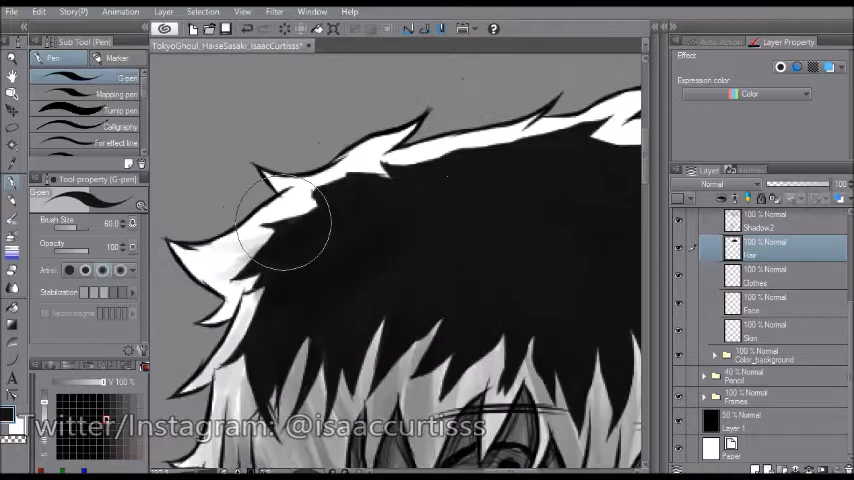 File Edit Story(P) Animation Layer Selection View Filter Window Help
Sub Tool [Pen]
TokyoGhoul_HaiseSasaki_IsaacCurtisss*
Auto Action
Layer Property
Pen
Marker
Effect
G-pen
Expression color
Mapping pen
Color
Turnip pen
Calligraphy
For effect line
Layer
History
Tool property [G-pen]
Normal
100
G-pen
Brush Size 60.0
Opacity 100
Stabilization
100% Normal
Shadow2
100% Normal
Hair
100% Normal
Clothes
100% Normal
Face
100% Normal
Skin
100% Normal
Color_background
40% Normal
Pencil
100% Normal
Frames
50% Normal
Layer 1
Paper
V 100%
Twitter/Instagram: @isaaccurtisss